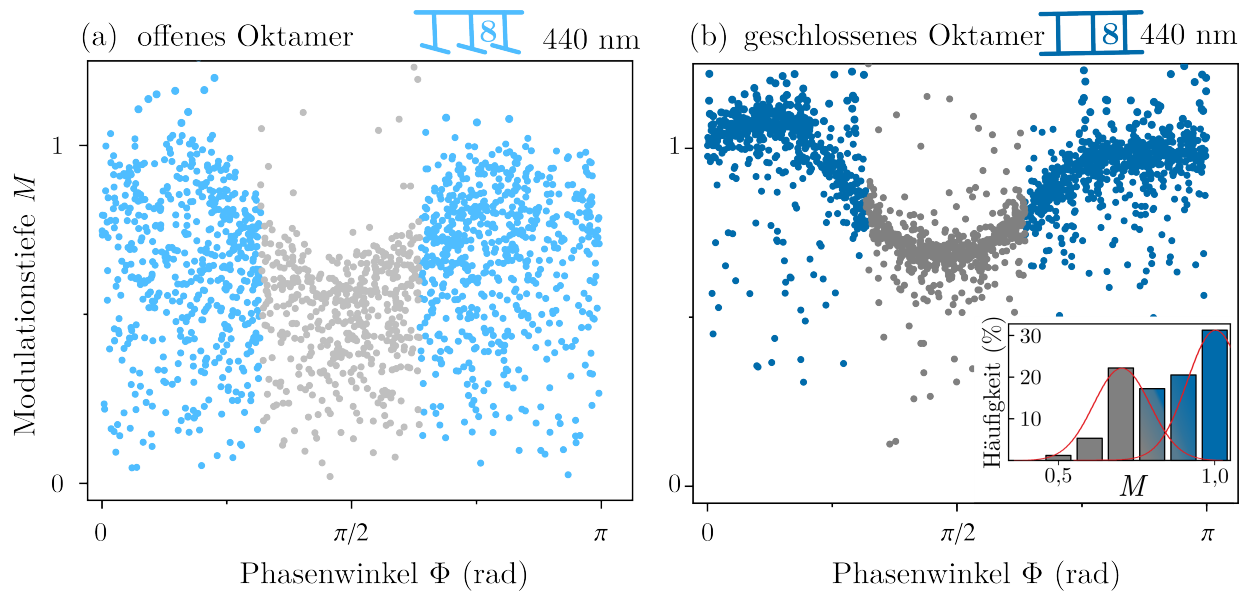 (a) offenes Oktamer 8 440 nm
Modulationstiefe M
1
0
0 π/2 π
Phasenwinkel Φ (rad)
(b) geschlossenes Oktamer 8 440 nm
1
0
0 π/2 π
Phasenwinkel Φ (rad)
Häufigkeit (%)
30
20
10
0,5 1,0
M